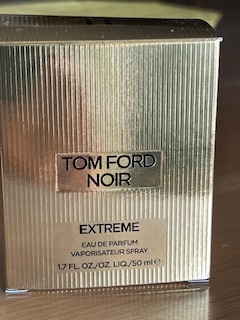 TOM FORD
NOIR
EXTREME
EAU DE PARFUM
VAPORISATEUR SPRAY
1.7 FL. OZ./OZ. LIQ./50 ml ℮